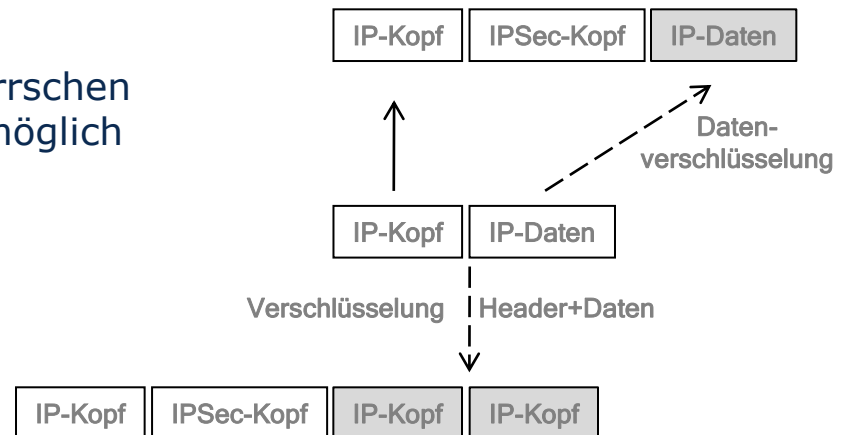 IP-Kopf IPSec-Kopf IP-Daten
rrschen
möglich
Daten-
verschlüsselung
IP-Kopf IP-Daten
Verschlüsselung Header+Daten
IP-Kopf IPSec-Kopf IP-Kopf IP-Kopf